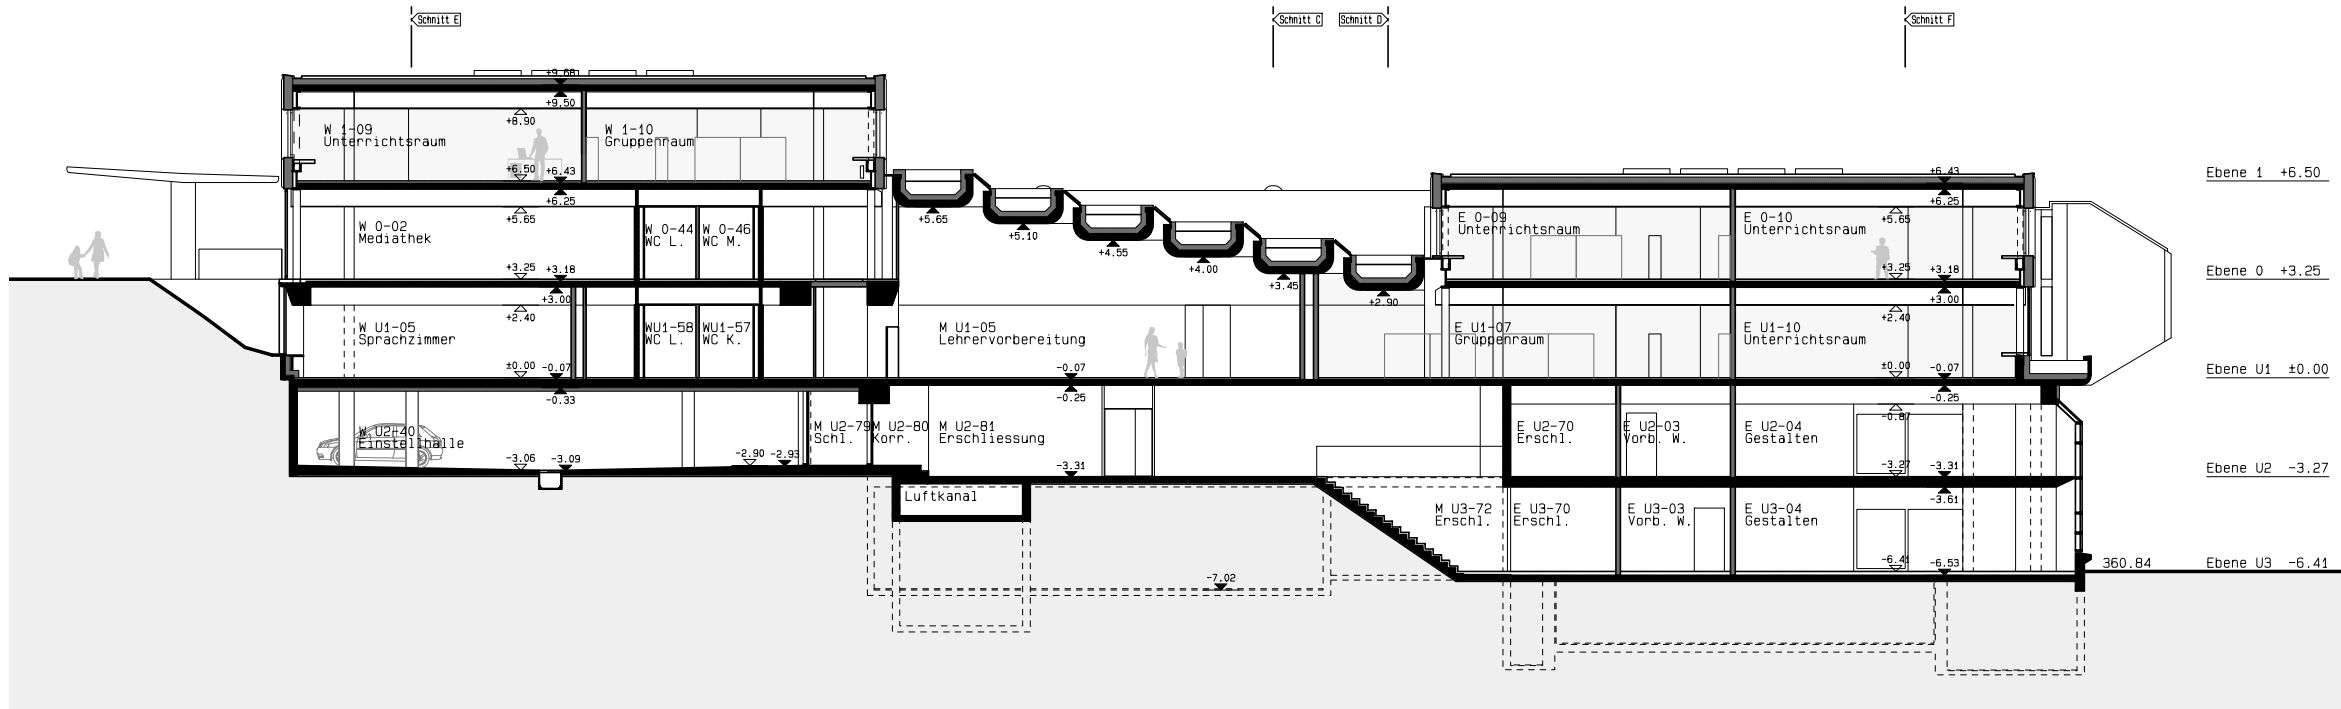 Schnitt E
Schnitt C
Schnitt D
Schnitt F
+9.68
+9.50
+8.90
W 1-09
Unterrichtsraum
W 1-10
Gruppenraum
+6.50
+6.43
+6.25
+5.65
W 0-02
Mediathek
W 0-44
WC L.
W 0-46
WC M.
+3.25
+3.18
+3.00
+2.40
W U1-05
Sprachzimmer
WU1-58
WC L.
WU1-57
WC K.
±0.00
-0.07
-0.33
W U2-40
Einstellhalle
-3.06
-3.09
-2.90
-2.93
M U2-79
Schl.
M U2-80
Korr.
M U2-81
Erschliessung
+5.65
+5.10
+4.55
+4.00
+3.45
+2.90
M U1-05
Lehrervorbereitung
-0.07
-0.25
-3.31
Luftkanal
-7.02
+6.43
+6.25
+5.65
E 0-09
Unterrichtsraum
E 0-10
Unterrichtsraum
+3.25
+3.18
+3.00
+2.40
E U1-07
Gruppenraum
E U1-10
Unterrichtsraum
±0.00
-0.07
-0.25
-0.87
E U2-70
Erschl.
E U2-03
Vorb. W.
E U2-04
Gestalten
-3.27
-3.31
-3.61
M U3-72
Erschl.
E U3-70
Erschl.
E U3-03
Vorb. W.
E U3-04
Gestalten
-6.41
-6.53
360.84
Ebene 1 +6.50
Ebene 0 +3.25
Ebene U1 ±0.00
Ebene U2 -3.27
Ebene U3 -6.41